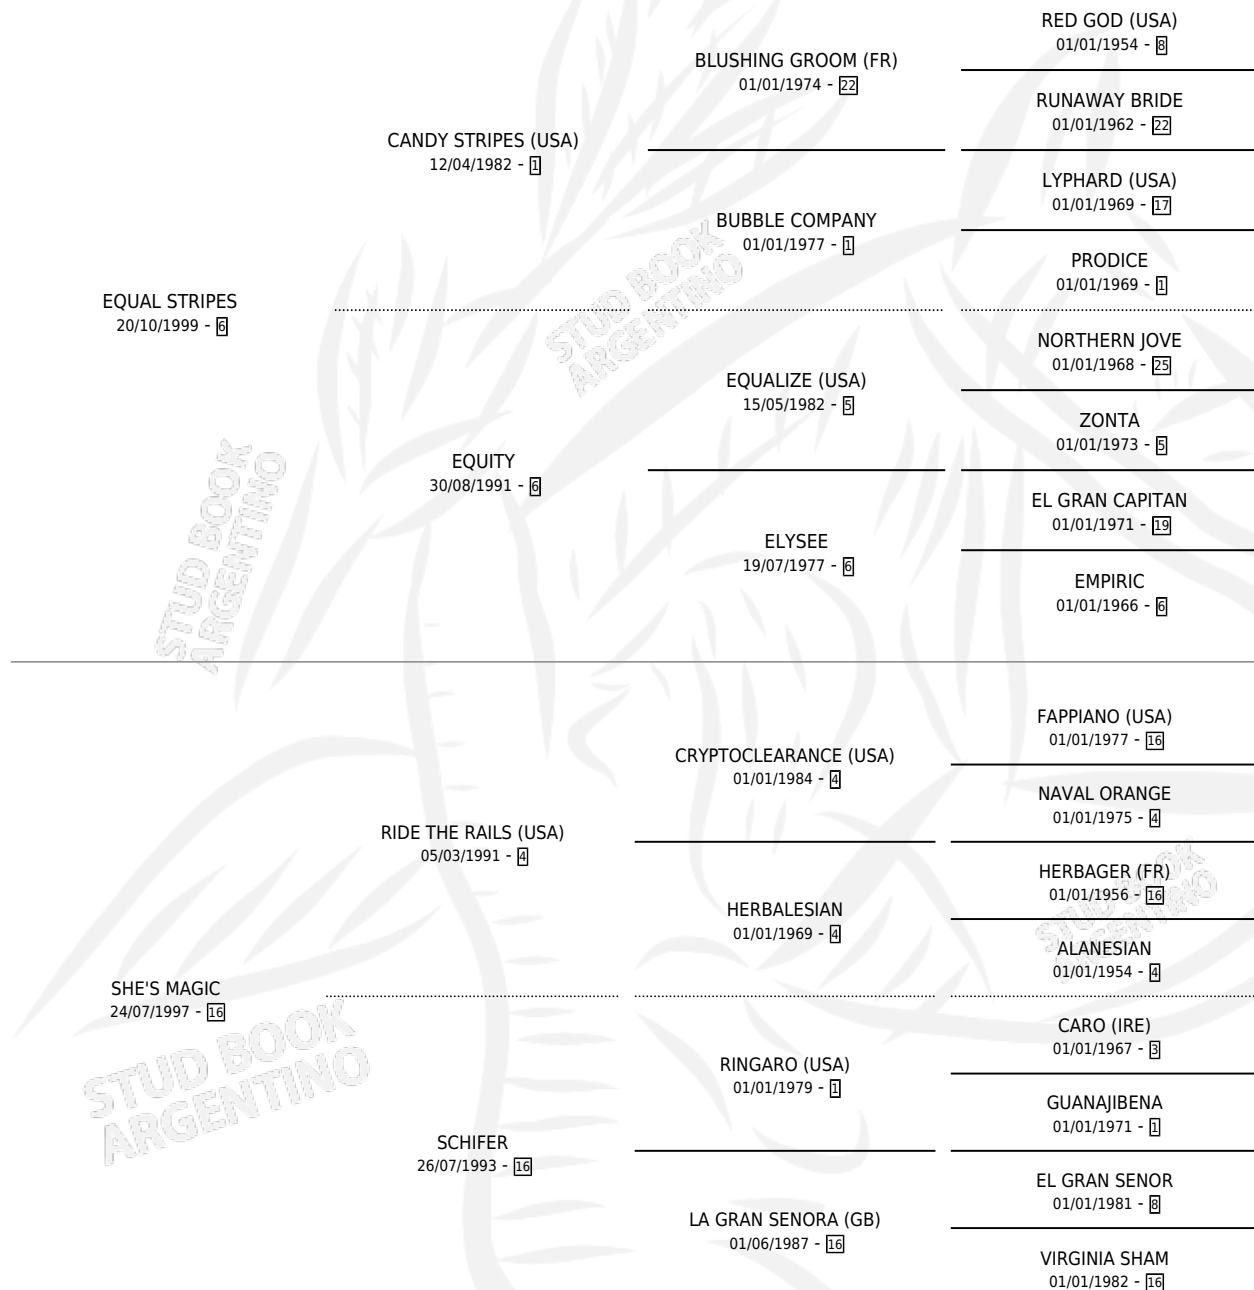 RED GOD (USA)
01/01/1954 - 8
BLUSHING GROOM (FR)
01/01/1974 - 22
RUNAWAY BRIDE
01/01/1962 - 22
CANDY STRIPES (USA)
12/04/1982 - 1
LYPHARD (USA)
01/01/1969 - 17
BUBBLE COMPANY
01/01/1977 - 1
PRODICE
01/01/1969 - 1
EQUAL STRIPES
20/10/1999 - 6
NORTHERN JOVE
01/01/1968 - 25
EQUALIZE (USA)
15/05/1982 - 5
ZONTA
01/01/1973 - 5
EQUITY
30/08/1991 - 6
EL GRAN CAPITAN
01/01/1971 - 19
ELYSEE
19/07/1977 - 6
EMPIRIC
01/01/1966 - 6
FAPPIANO (USA)
01/01/1977 - 16
CRYPTOCLEARANCE (USA)
01/01/1984 - 4
NAVAL ORANGE
01/01/1975 - 4
RIDE THE RAILS (USA)
05/03/1991 - 4
HERBAGER (FR)
01/01/1956 - 16
HERBALESIAN
01/01/1969 - 4
ALANESIAN
01/01/1954 - 4
SHE'S MAGIC
24/07/1997 - 16
CARO (IRE)
01/01/1967 - 3
RINGARO (USA)
01/01/1979 - 1
GUANAJIBENA
01/01/1971 - 1
SCHIFER
26/07/1993 - 16
EL GRAN SENOR
01/01/1981 - 8
LA GRAN SENORA (GB)
01/06/1987 - 16
VIRGINIA SHAM
01/01/1982 - 16
STUD BOOK
ARGENTINO
STUD BOOK
ARGENTINO
STUD BOOK
ARGENTINO
STUD BOOK
ARGENTINO